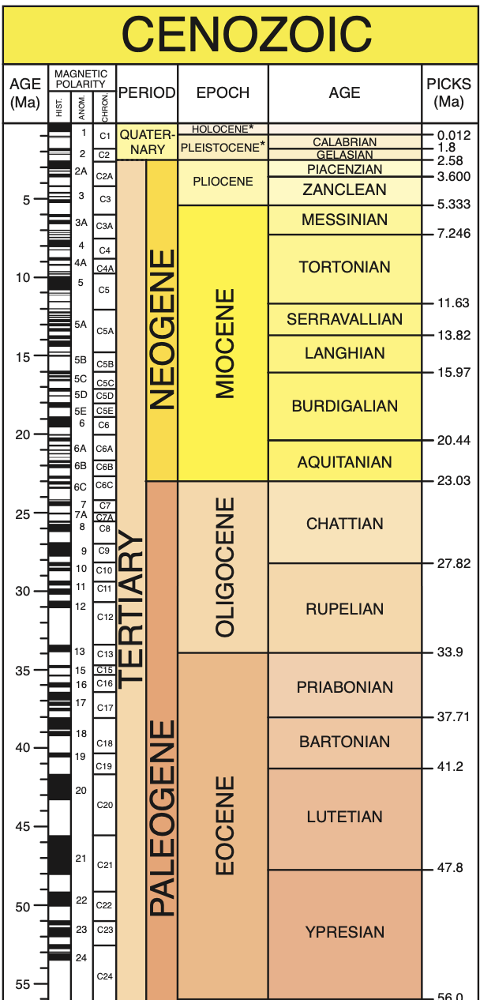 CENOZOIC
AGE
(Ma)
MAGNETIC
POLARITY
HIST.
ANOM.
CHRON.
PERIOD
EPOCH
AGE
PICKS
(Ma)
5
10
15
20
25
30
35
40
45
50
55
1
2
2A
3
3A
4
4A
5
5A
5B
5C
5D
5E
6
6A
6B
6C
7
7A
8
9
10
11
12
13
15
16
17
18
19
20
21
22
23
24
C1
C2
C2A
C3
C3A
C4
C4A
C5
C5A
C5B
C5C
C5D
C5E
C6
C6A
C6B
C6C
C7
C7A
C8
C9
C10
C11
C12
C13
C15
C16
C17
C18
C19
C20
C21
C22
C23
C24
QUATER-
NARY
TERTIARY
NEOGENE
PALEOGENE
HOLOCENE*
PLEISTOCENE*
PLIOCENE
MIOCENE
OLIGOCENE
EOCENE
CALABRIAN
GELASIAN
PIACENZIAN
ZANCLEAN
MESSINIAN
TORTONIAN
SERRAVALLIAN
LANGHIAN
BURDIGALIAN
AQUITANIAN
CHATTIAN
RUPELIAN
PRIABONIAN
BARTONIAN
LUTETIAN
YPRESIAN
0.012
1.8
2.58
3.600
5.333
7.246
11.63
13.82
15.97
20.44
23.03
27.82
33.9
37.71
41.2
47.8
56.0